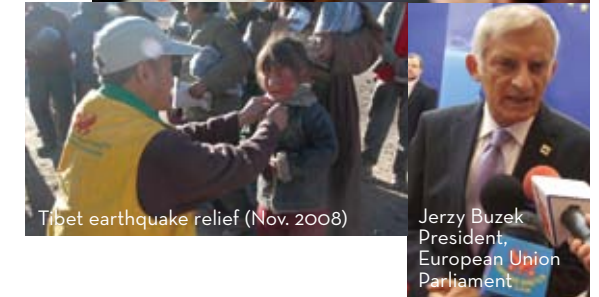 Tibet earthquake relief (Nov. 2008)
Jerzy Buzek
President,
European Union
Parliament